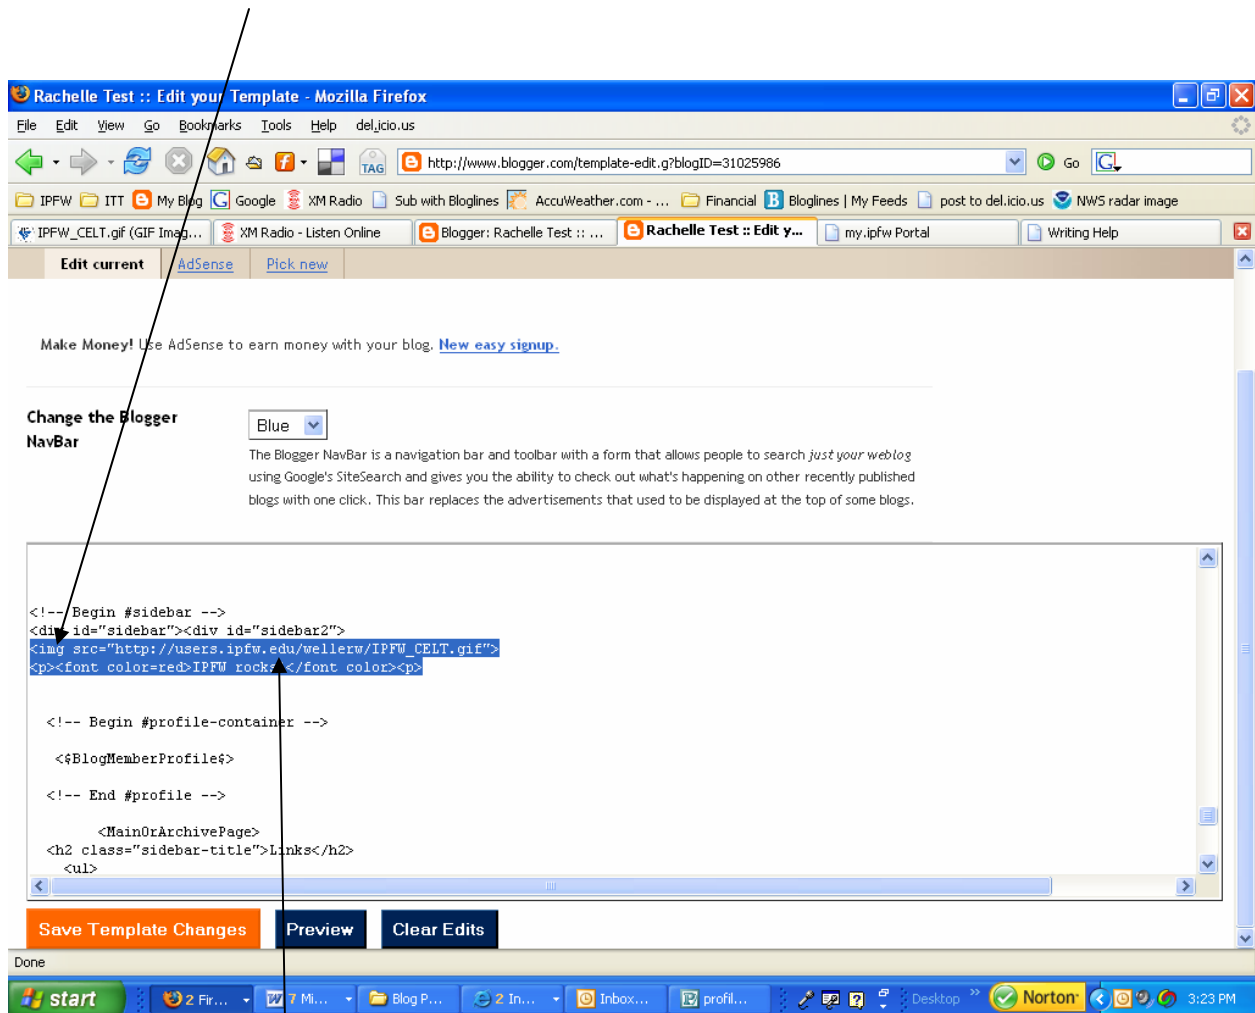 Rachelle Test :: Edit your Template - Mozilla Firefox
File Edit View Go Bookmarks Tools Help del.icio.us
TAG http://www.blogger.com/template-edit.g?blogID=31025986 Go G
IPFW ITT My Blog Google XM Radio Sub with Bloglines AccuWeather.com - ... Financial Bloglines | My Feeds post to del.icio.us NWS radar image
IPFW_CELT.gif (GIF Imag... XM Radio - Listen Online Blogger: Rachelle Test :: ... Rachelle Test :: Edit y... my.ipfw Portal Writing Help
Edit current AdSense Pick new
Make Money! Use AdSense to earn money with your blog. New easy signup.
Change the Blogger
NavBar
Blue
The Blogger NavBar is a navigation bar and toolbar with a form that allows people to search just your weblog
using Google's SiteSearch and gives you the ability to check out what's happening on other recently published
blogs with one click. This bar replaces the advertisements that used to be displayed at the top of some blogs.
<!-- Begin #sidebar -->
<div id="sidebar"><div id="sidebar2">
<img src="http://users.ipfw.edu/wellerw/IPFW_CELT.gif">
<p><font color=red>IPFW rocks </font color><p>
<!-- Begin #profile-container -->
<$BlogMemberProfile$>
<!-- End #profile -->
<MainOrArchivePage>
<h2 class="sidebar-title">Links</h2>
<ul>
Save Template Changes Preview Clear Edits
Done
start 2 Fir... 7 Mi... Blog P... 2 In... Inbox... profil... Desktop » Norton 3:23 PM